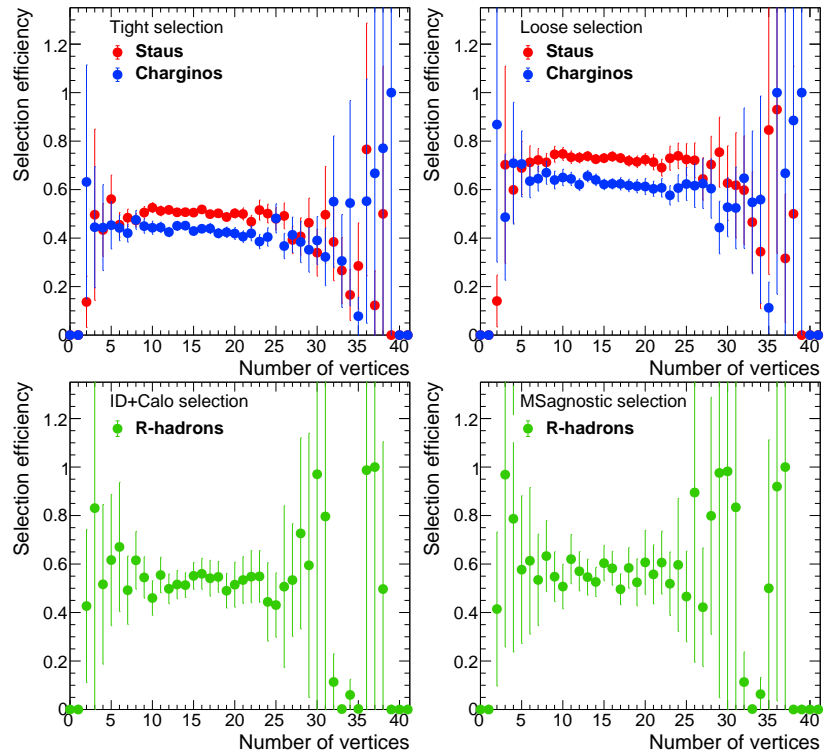 Tight selection
Staus
Charginos
Selection efficiency
1.2
1
0.8
0.6
0.4
0.2
0
0 5 10 15 20 25 30 35 40
Number of vertices
Loose selection
Staus
Charginos
Selection efficiency
1.2
1
0.8
0.6
0.4
0.2
0
0 5 10 15 20 25 30 35 40
Number of vertices
ID+Calo selection
R-hadrons
Selection efficiency
1.2
1
0.8
0.6
0.4
0.2
0
0 5 10 15 20 25 30 35 40
Number of vertices
MSagnostic selection
R-hadrons
Selection efficiency
1.2
1
0.8
0.6
0.4
0.2
0
0 5 10 15 20 25 30 35 40
Number of vertices